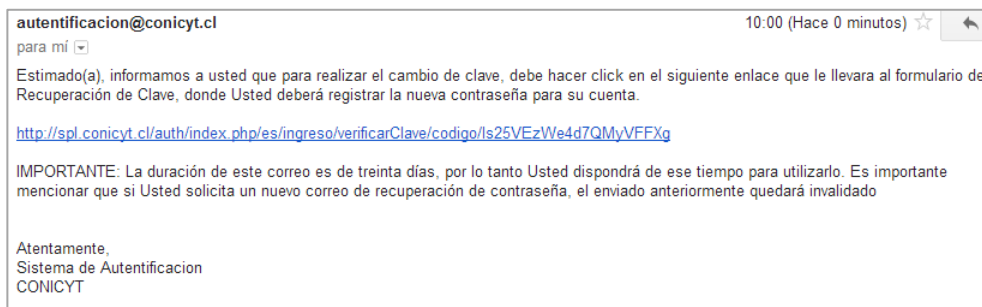 autentificacion@conicyt.cl 10:00 (Hace 0 minutos)
para mí
Estimado(a), informamos a usted que para realizar el cambio de clave, debe hacer click en el siguiente enlace que le llevara al formulario de
Recuperación de Clave, donde Usted deberá registrar la nueva contraseña para su cuenta.
http://spl.conicyt.cl/auth/index.php/es/ingreso/verificarClave/codigo/ls25VEzWe4d7QMyVFFXg
IMPORTANTE: La duración de este correo es de treinta días, por lo tanto Usted dispondrá de ese tiempo para utilizarlo. Es importante
mencionar que si Usted solicita un nuevo correo de recuperación de contraseña, el enviado anteriormente quedará invalidado
Atentamente,
Sistema de Autentificacion
CONICYT